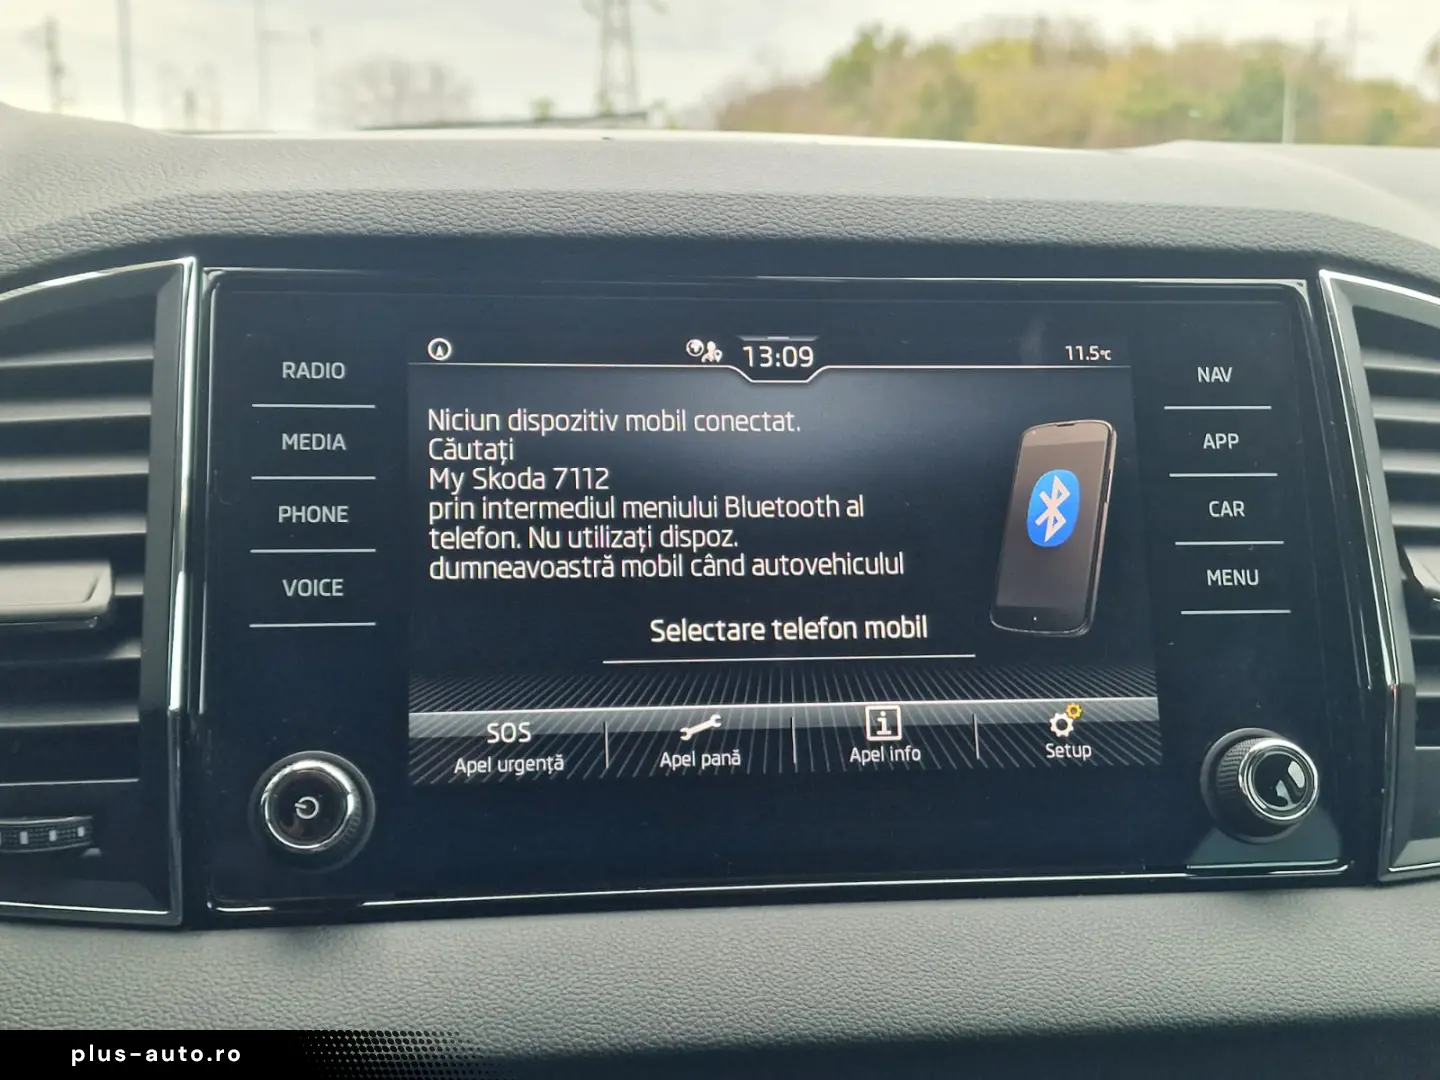 13:09
11.5°C
RADIO
MEDIA
PHONE
VOICE
Niciun dispozitiv mobil conectat.
Căutați
My Skoda 7112
prin intermediul meniului Bluetooth al
telefon. Nu utilizați dispoz.
dumneavoastră mobil când autovehiculul
Selectare telefon mobil
SOS
Apel urgență
Apel pană
i
Apel info
Setup
NAV
APP
CAR
MENU
plus-auto.ro